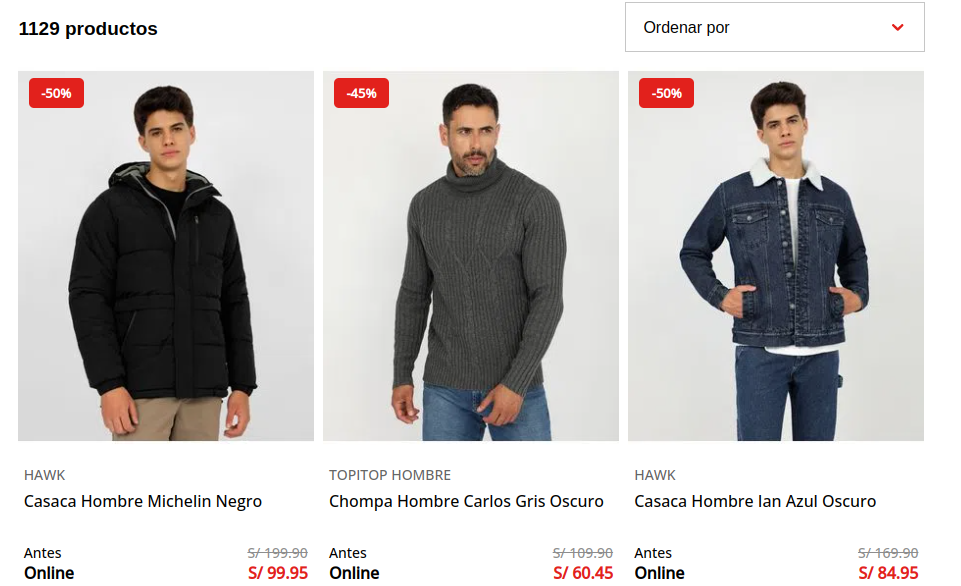 1129 productos
Ordenar por
-50%
-45%
-50%
HAWK
Casaca Hombre Michelin Negro
Antes S/ 199.90
Online S/ 99.95
TOPITOP HOMBRE
Chompa Hombre Carlos Gris Oscuro
Antes S/ 109.90
Online S/ 60.45
HAWK
Casaca Hombre Ian Azul Oscuro
Antes S/ 169.90
Online S/ 84.95